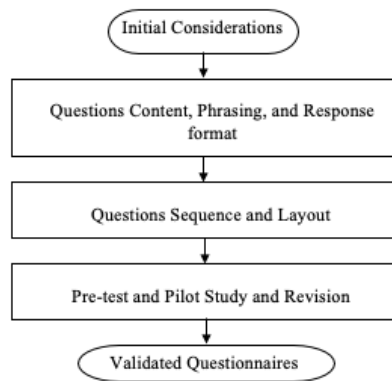 Initial Considerations
Questions Content, Phrasing, and Response
format
Questions Sequence and Layout
Pre-test and Pilot Study and Revision
Validated Questionnaires